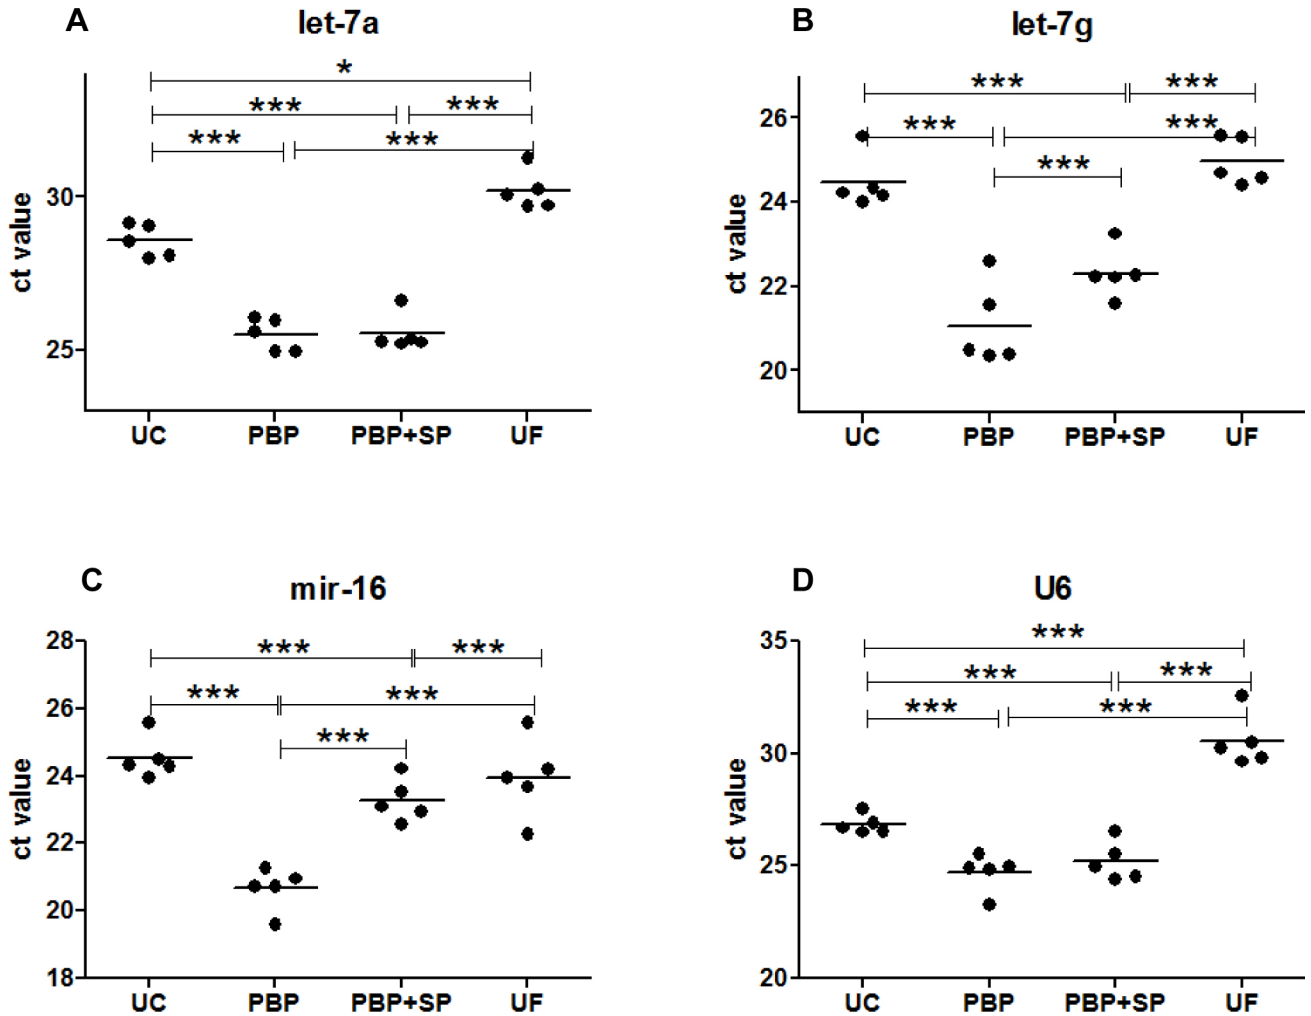 A let-7a
*
*** ***
*** ***
30
25
ct value
UC PBP PBP+SP UF
B let-7g
*** ***
*** ***
***
26
24
22
20
ct value
UC PBP PBP+SP UF
C mir-16
*** ***
*** ***
***
28
26
24
22
20
18
ct value
UC PBP PBP+SP UF
D U6
***
*** ***
*** ***
35
30
25
20
ct value
UC PBP PBP+SP UF